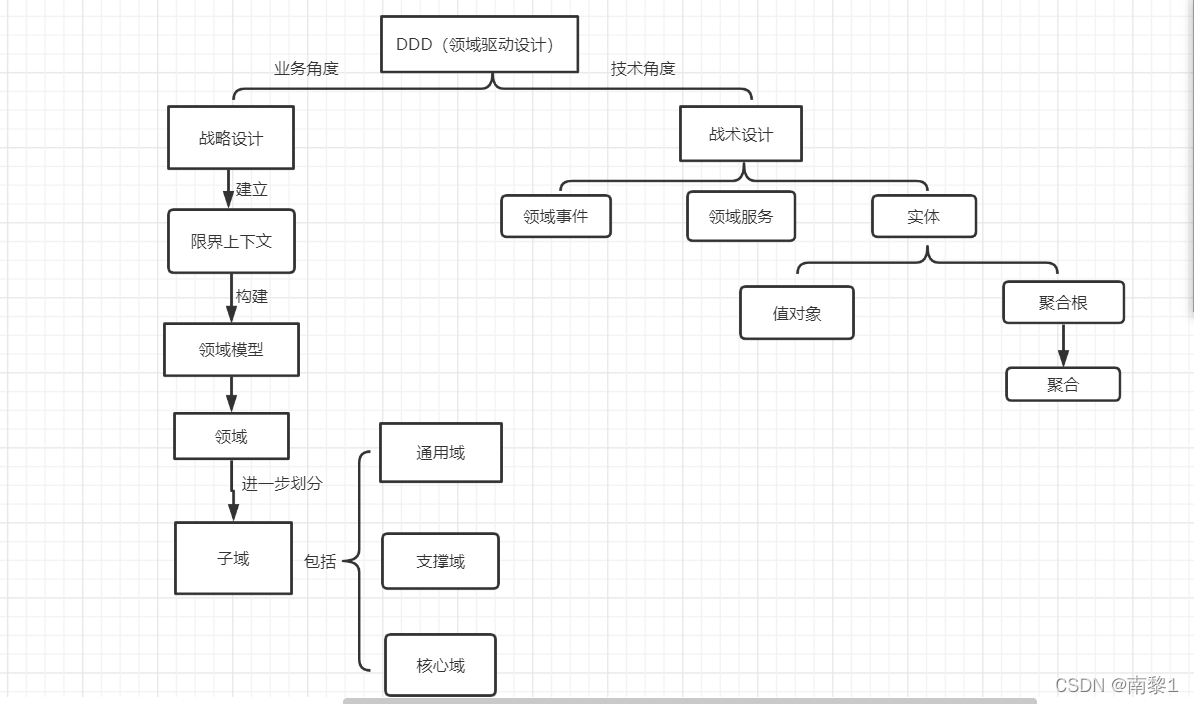 DDD（领域驱动设计）
业务角度
技术角度
战略设计
战术设计
建立
领域事件
领域服务
实体
限界上下文
构建
值对象
聚合根
领域模型
聚合
领域
通用域
进一步划分
子域
包括
支撑域
核心域
CSDN @南黎1